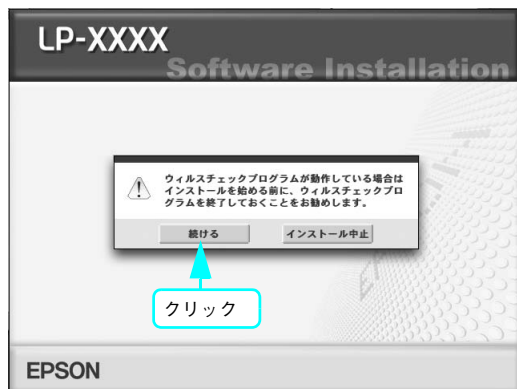 LP-XXXX
Software Installation
ウィルスチェックプログラムが動作している場合は
インストールを始める前に、ウィルスチェックプロ
グラムを終了しておくことをお勧めします。
続ける
インストール中止
クリック
EPSON